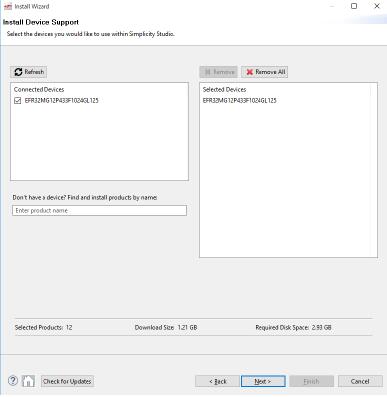 Install Wizard
Install Device Support
Select the devices you would like to use within Simplicity Studio.
Refresh
Remove
Remove All
Connected Devices
EFR32MG12P433F1024GL125
Selected Devices
EFR32MG12P433F1024GL125
Don't have a device? Find and install products by name:
Enter product name
Selected Products: 12
Download Size: 1.21 GB
Required Disk Space: 2.93 GB
Check for Updates
< Back
Next >
Finish
Cancel